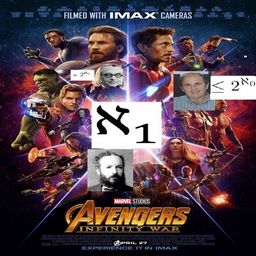 FILMED WITH IMAX CAMERAS
= 2^ℵ₀
≤ 2^ℵ₀
ℵ₁
MARVEL STUDIOS
AVENGERS
INFINITY WAR
APRIL 27
EXPERIENCE IT IN IMAX